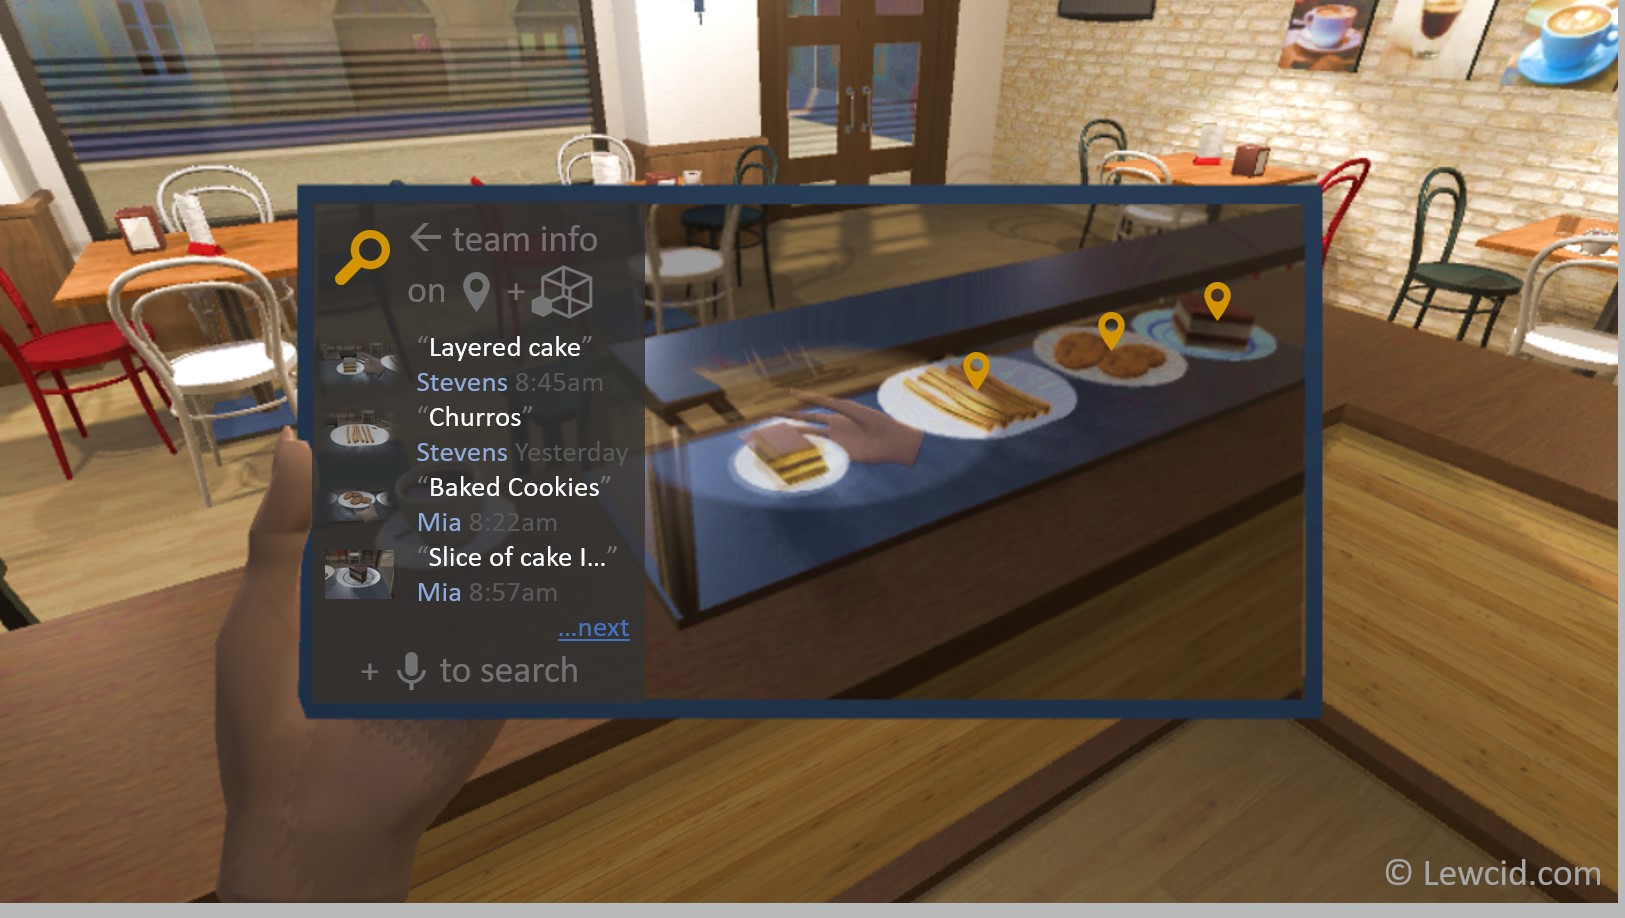 ← team info
on +
“Layered cake”
Stevens 8:45am
“Churros”
Stevens Yesterday
“Baked Cookies”
Mia 8:22am
“Slice of cake I...”
Mia 8:57am
...next
+ to search
© Lewcid.com